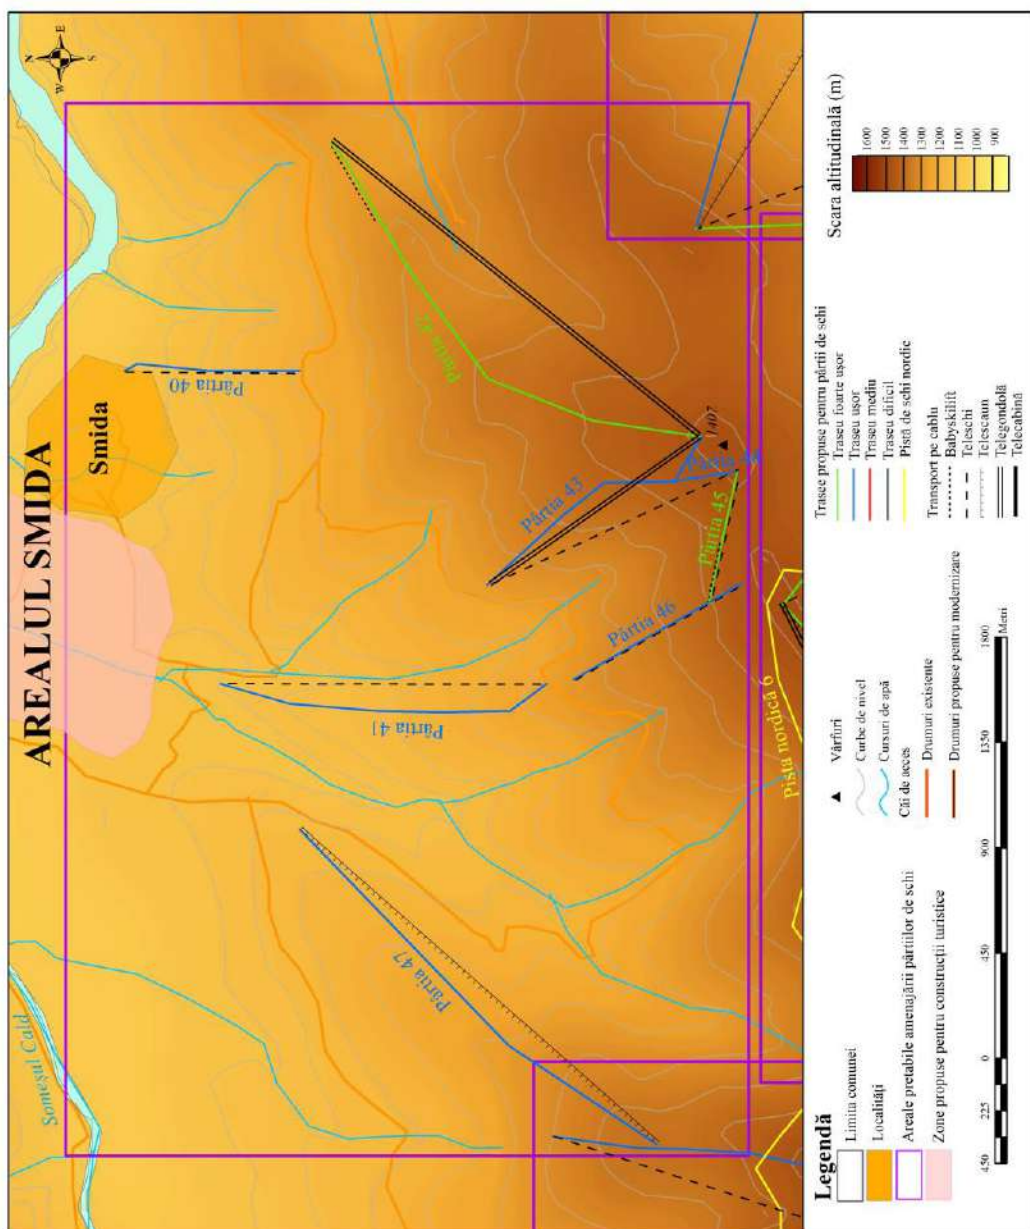 AREALUL SMIDA
N
E
S
W
Someșul Cald
Smida
Pârtia 40
Pârtia 41
Pârtia 42
Pârtia 43
Pârtia 45
Pârtia 46
Pârtia 47
1407
Pista nordică 6
Legendă
Limita comunei
Localități
Areale pretabile amenajării pârtiilor de schi
Zone propuse pentru construcții turistice
Vârfuri
Curbe de nivel
Cursuri de apă
Căi de acces
Drumuri existente
Drumuri propuse pentru modernizare
Trasee propuse pentru pârtii de schi
Traseu foarte ușor
Traseu ușor
Traseu mediu
Traseu dificil
Pistă de schi nordic
Transport pe cablu
Babyskilift
Teleschi
Telescaun
Telegondolă
Telecabină
Scara altitudinală (m)
1600
1500
1400
1300
1200
1100
1000
900
450 225 0 450 900 1350 1800
Metri